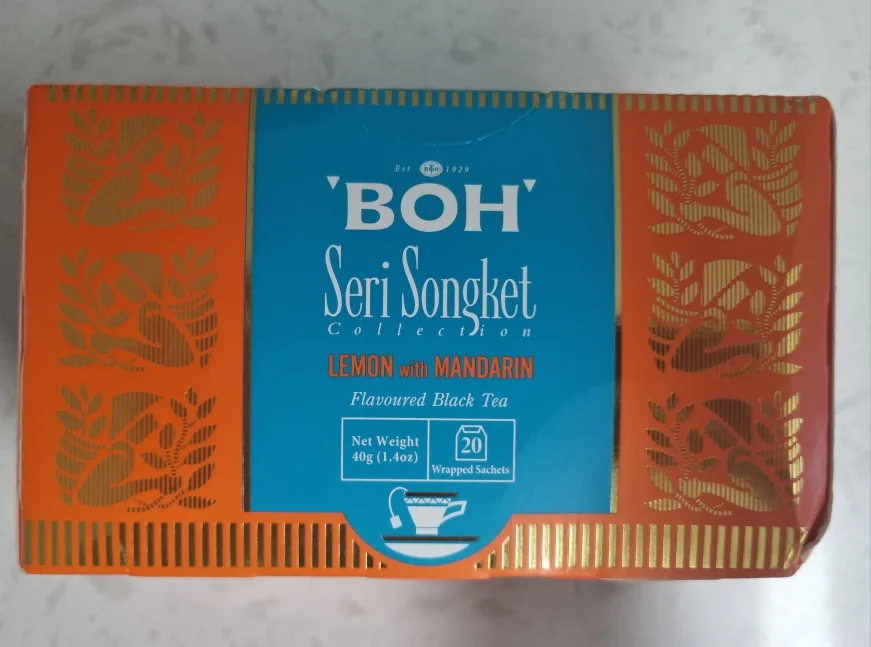 Est BOH 1929
'BOH'
Seri Songket
Collection
LEMON with MANDARIN
Flavoured Black Tea
Net Weight
40g (1.4oz)
20
Wrapped Sachets